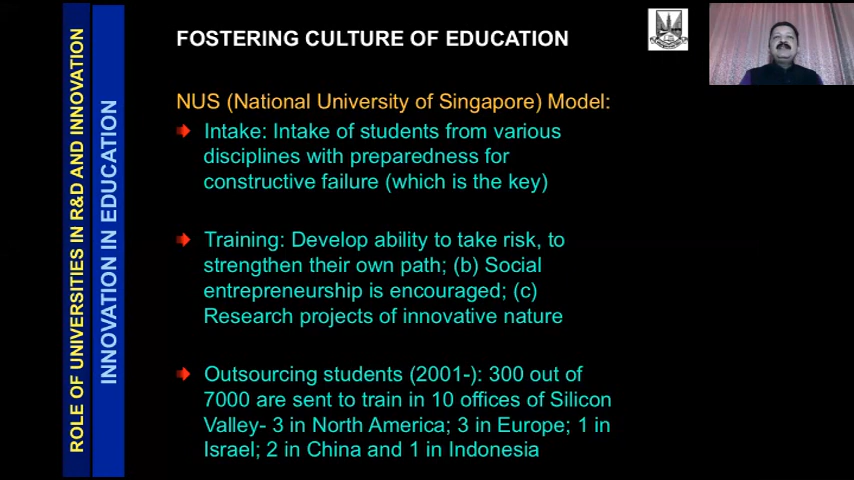 FOSTERING CULTURE OF EDUCATION
ROLE OF UNIVERSITIES IN R&D AND INNOVATION
INNOVATION IN EDUCATION
NUS (National University of Singapore) Model:
Intake: Intake of students from various
disciplines with preparedness for
constructive failure (which is the key)
Training: Develop ability to take risk, to
strengthen their own path; (b) Social
entrepreneurship is encouraged; (c)
Research projects of innovative nature
Outsourcing students (2001-): 300 out of
7000 are sent to train in 10 offices of Silicon
Valley- 3 in North America; 3 in Europe; 1 in
Israel; 2 in China and 1 in Indonesia